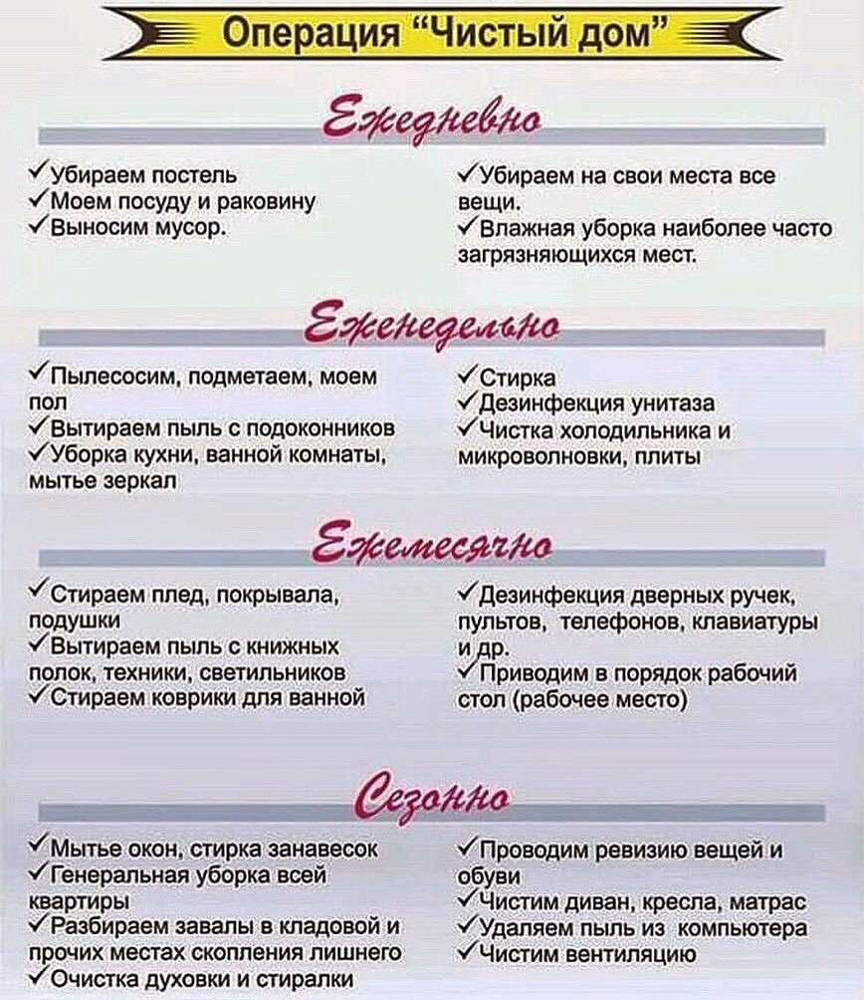 Операция “Чистый дом”
Ежедневно
✓Убираем постель
✓Моем посуду и раковину
✓Выносим мусор.
✓Убираем на свои места все
вещи.
✓Влажная уборка наиболее часто
загрязняющихся мест.
Еженедельно
✓Пылесосим, подметаем, моем
пол
✓Вытираем пыль с подоконников
✓Уборка кухни, ванной комнаты,
мытье зеркал
✓Стирка
✓Дезинфекция унитаза
✓Чистка холодильника и
микроволновки, плиты
Ежемесячно
✓Стираем плед, покрывала,
подушки
✓Вытираем пыль с книжных
полок, техники, светильников
✓Стираем коврики для ванной
✓Дезинфекция дверных ручек,
пультов, телефонов, клавиатуры
и др.
✓Приводим в порядок рабочий
стол (рабочее место)
Сезонно
✓Мытье окон, стирка занавесок
✓Генеральная уборка всей
квартиры
✓Разбираем завалы в кладовой и
прочих местах скопления лишнего
✓Очистка духовки и стиралки
✓Проводим ревизию вещей и
обуви
✓Чистим диван, кресла, матрас
✓Удаляем пыль из компьютера
✓Чистим вентиляцию